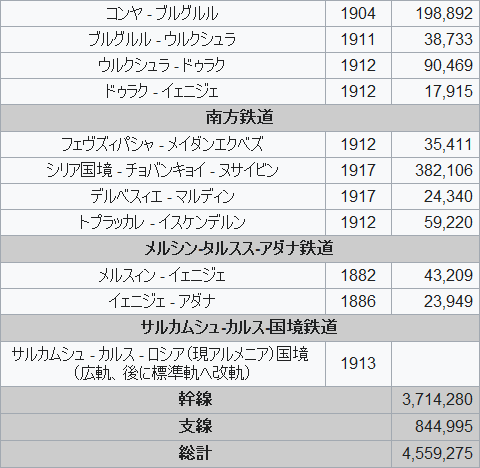 コンヤ - ブルグルル 1904 198,892
ブルグルル - ウルクシュラ 1911 38,733
ウルクシュラ - ドゥラク 1912 90,469
ドゥラク - イェニジェ 1912 17,915
南方鉄道
フェヴズィパシャ - メイダンエクベズ 1912 35,411
シリア国境 - チョバンキョイ - ヌサイビン 1917 382,106
デルベスィエ - マルディン 1917 24,340
トプラッカレ - イスケンデルン 1912 59,220
メルシン-タルスス-アダナ鉄道
メルスィン - イェニジェ 1882 43,209
イェニジェ - アダナ 1886 23,949
サルカムシュ-カルス-国境鉄道
サルカムシュ - カルス - ロシア（現アルメニア）国境
（広軌、後に標準軌へ改軌） 1913
幹線 3,714,280
支線 844,995
総計 4,559,275